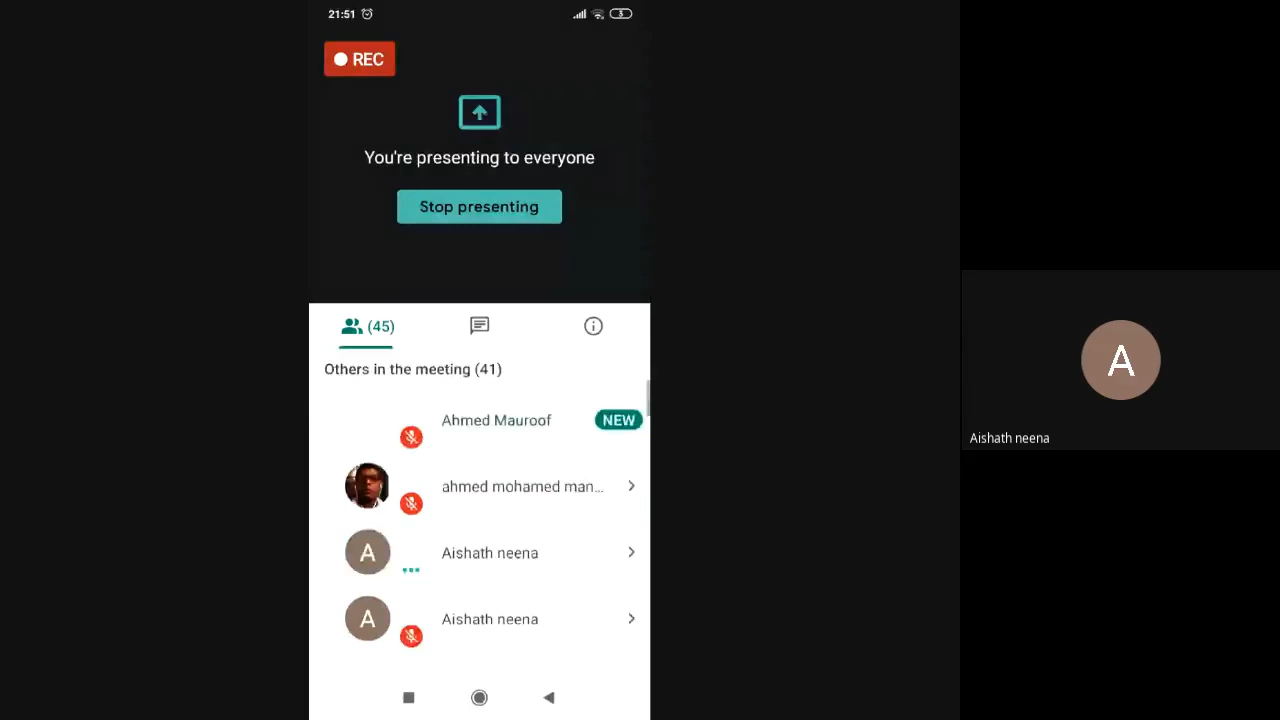 21:51
5
REC
You're presenting to everyone
Stop presenting
(45)
Others in the meeting (41)
Ahmed Mauroof NEW
ahmed mohamed man...
A Aishath neena
A Aishath neena
A
Aishath neena